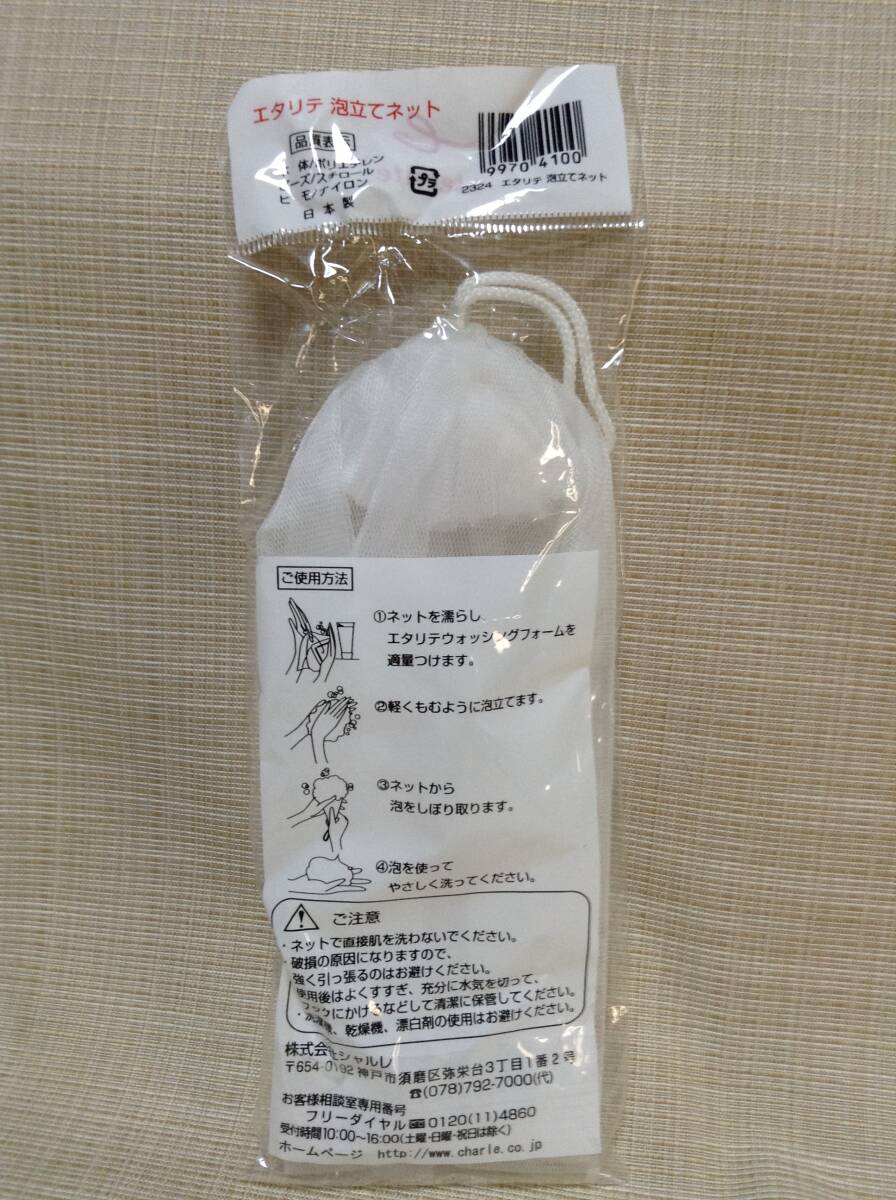 エタリテ 泡立てネット
品質表示
体/ポリエチレン
ーズ/スチロール
ヒモ/ナイロン
日本製
プラ
9970 4100
2324 エタリテ 泡立てネット
ご使用方法
①ネットを濡らし、
エタリテウォッシングフォームを
適量つけます。
②軽くもむように泡立てます。
③ネットから
泡をしぼり取ります。
④泡を使って
やさしく洗ってください。
ご注意
・ネットで直接肌を洗わないでください。
・破損の原因になりますので、
強く引っ張るのはお避けください。
使用後はよくすすぎ、充分に水気を切って、
フックにかけるなどして清潔に保管してください。
・洗濯機、乾燥機、漂白剤の使用はお避けください。
株式会社シャルレ
〒654-0192 神戸市須磨区弥栄台3丁目1番2号
☎(078)792-7000(代)
お客様相談室専用番号
フリーダイヤル 0120(11)4860
受付時間10:00~16:00(土曜・日曜・祝日は除く)
ホームページ http://www.charle.co.jp